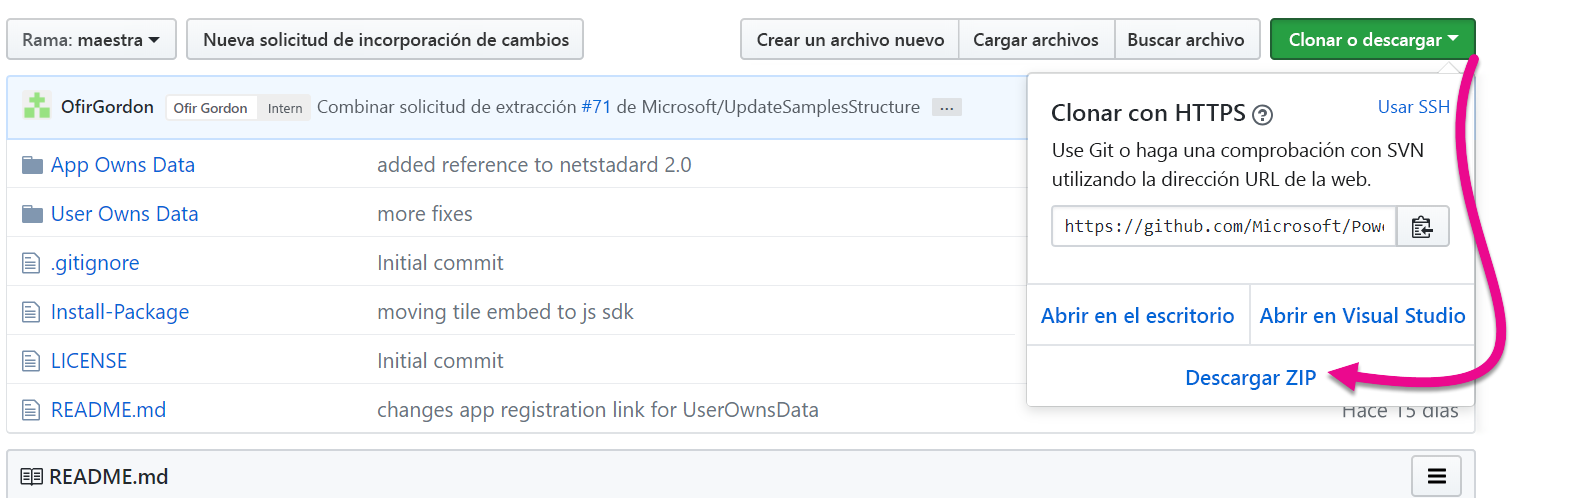 Rama: maestra
Nueva solicitud de incorporación de cambios
Crear un archivo nuevo
Cargar archivos
Buscar archivo
Clonar o descargar
OfirGordon
Ofir Gordon
Intern
Combinar solicitud de extracción #71 de Microsoft/UpdateSamplesStructure
...
App Owns Data
added reference to netstadard 2.0
User Owns Data
more fixes
.gitignore
Initial commit
Install-Package
moving tile embed to js sdk
LICENSE
Initial commit
README.md
changes app registration link for UserOwnsData
Hace 15 días
Clonar con HTTPS
?
Usar SSH
Use Git o haga una comprobación con SVN
utilizando la dirección URL de la web.
https://github.com/Microsoft/Powe
Abrir en el escritorio
Abrir en Visual Studio
Descargar ZIP
README.md